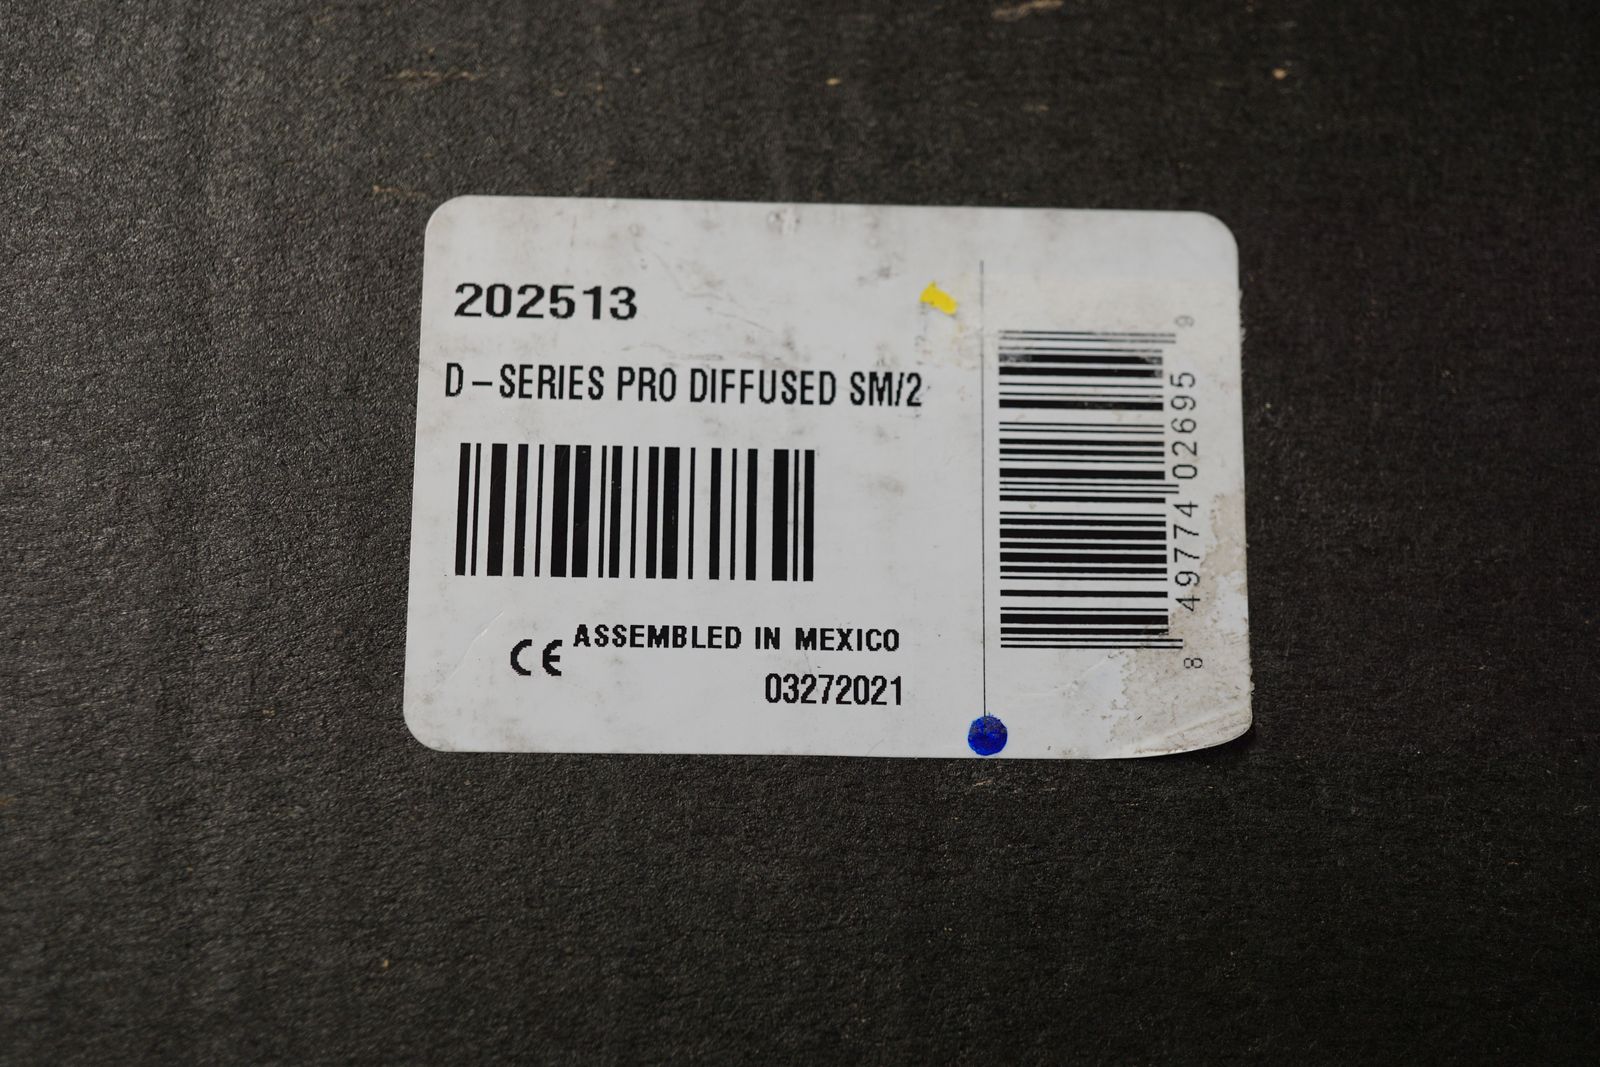 202513
D-SERIES PRO DIFFUSED SM/2
CE ASSEMBLED IN MEXICO
03272021
8 49774 02695 9